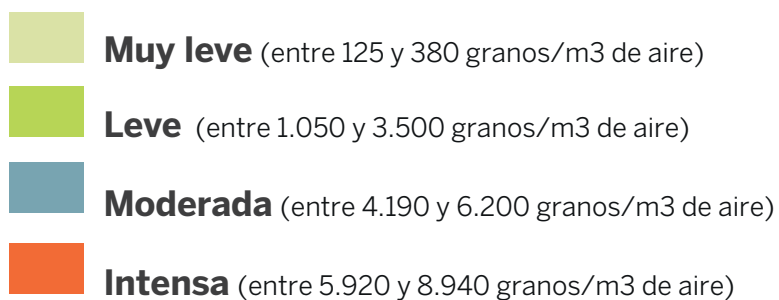 Muy leve (entre 125 y 380 granos/m3 de aire)
Leve (entre 1.050 y 3.500 granos/m3 de aire)
Moderada (entre 4.190 y 6.200 granos/m3 de aire)
Intensa (entre 5.920 y 8.940 granos/m3 de aire)